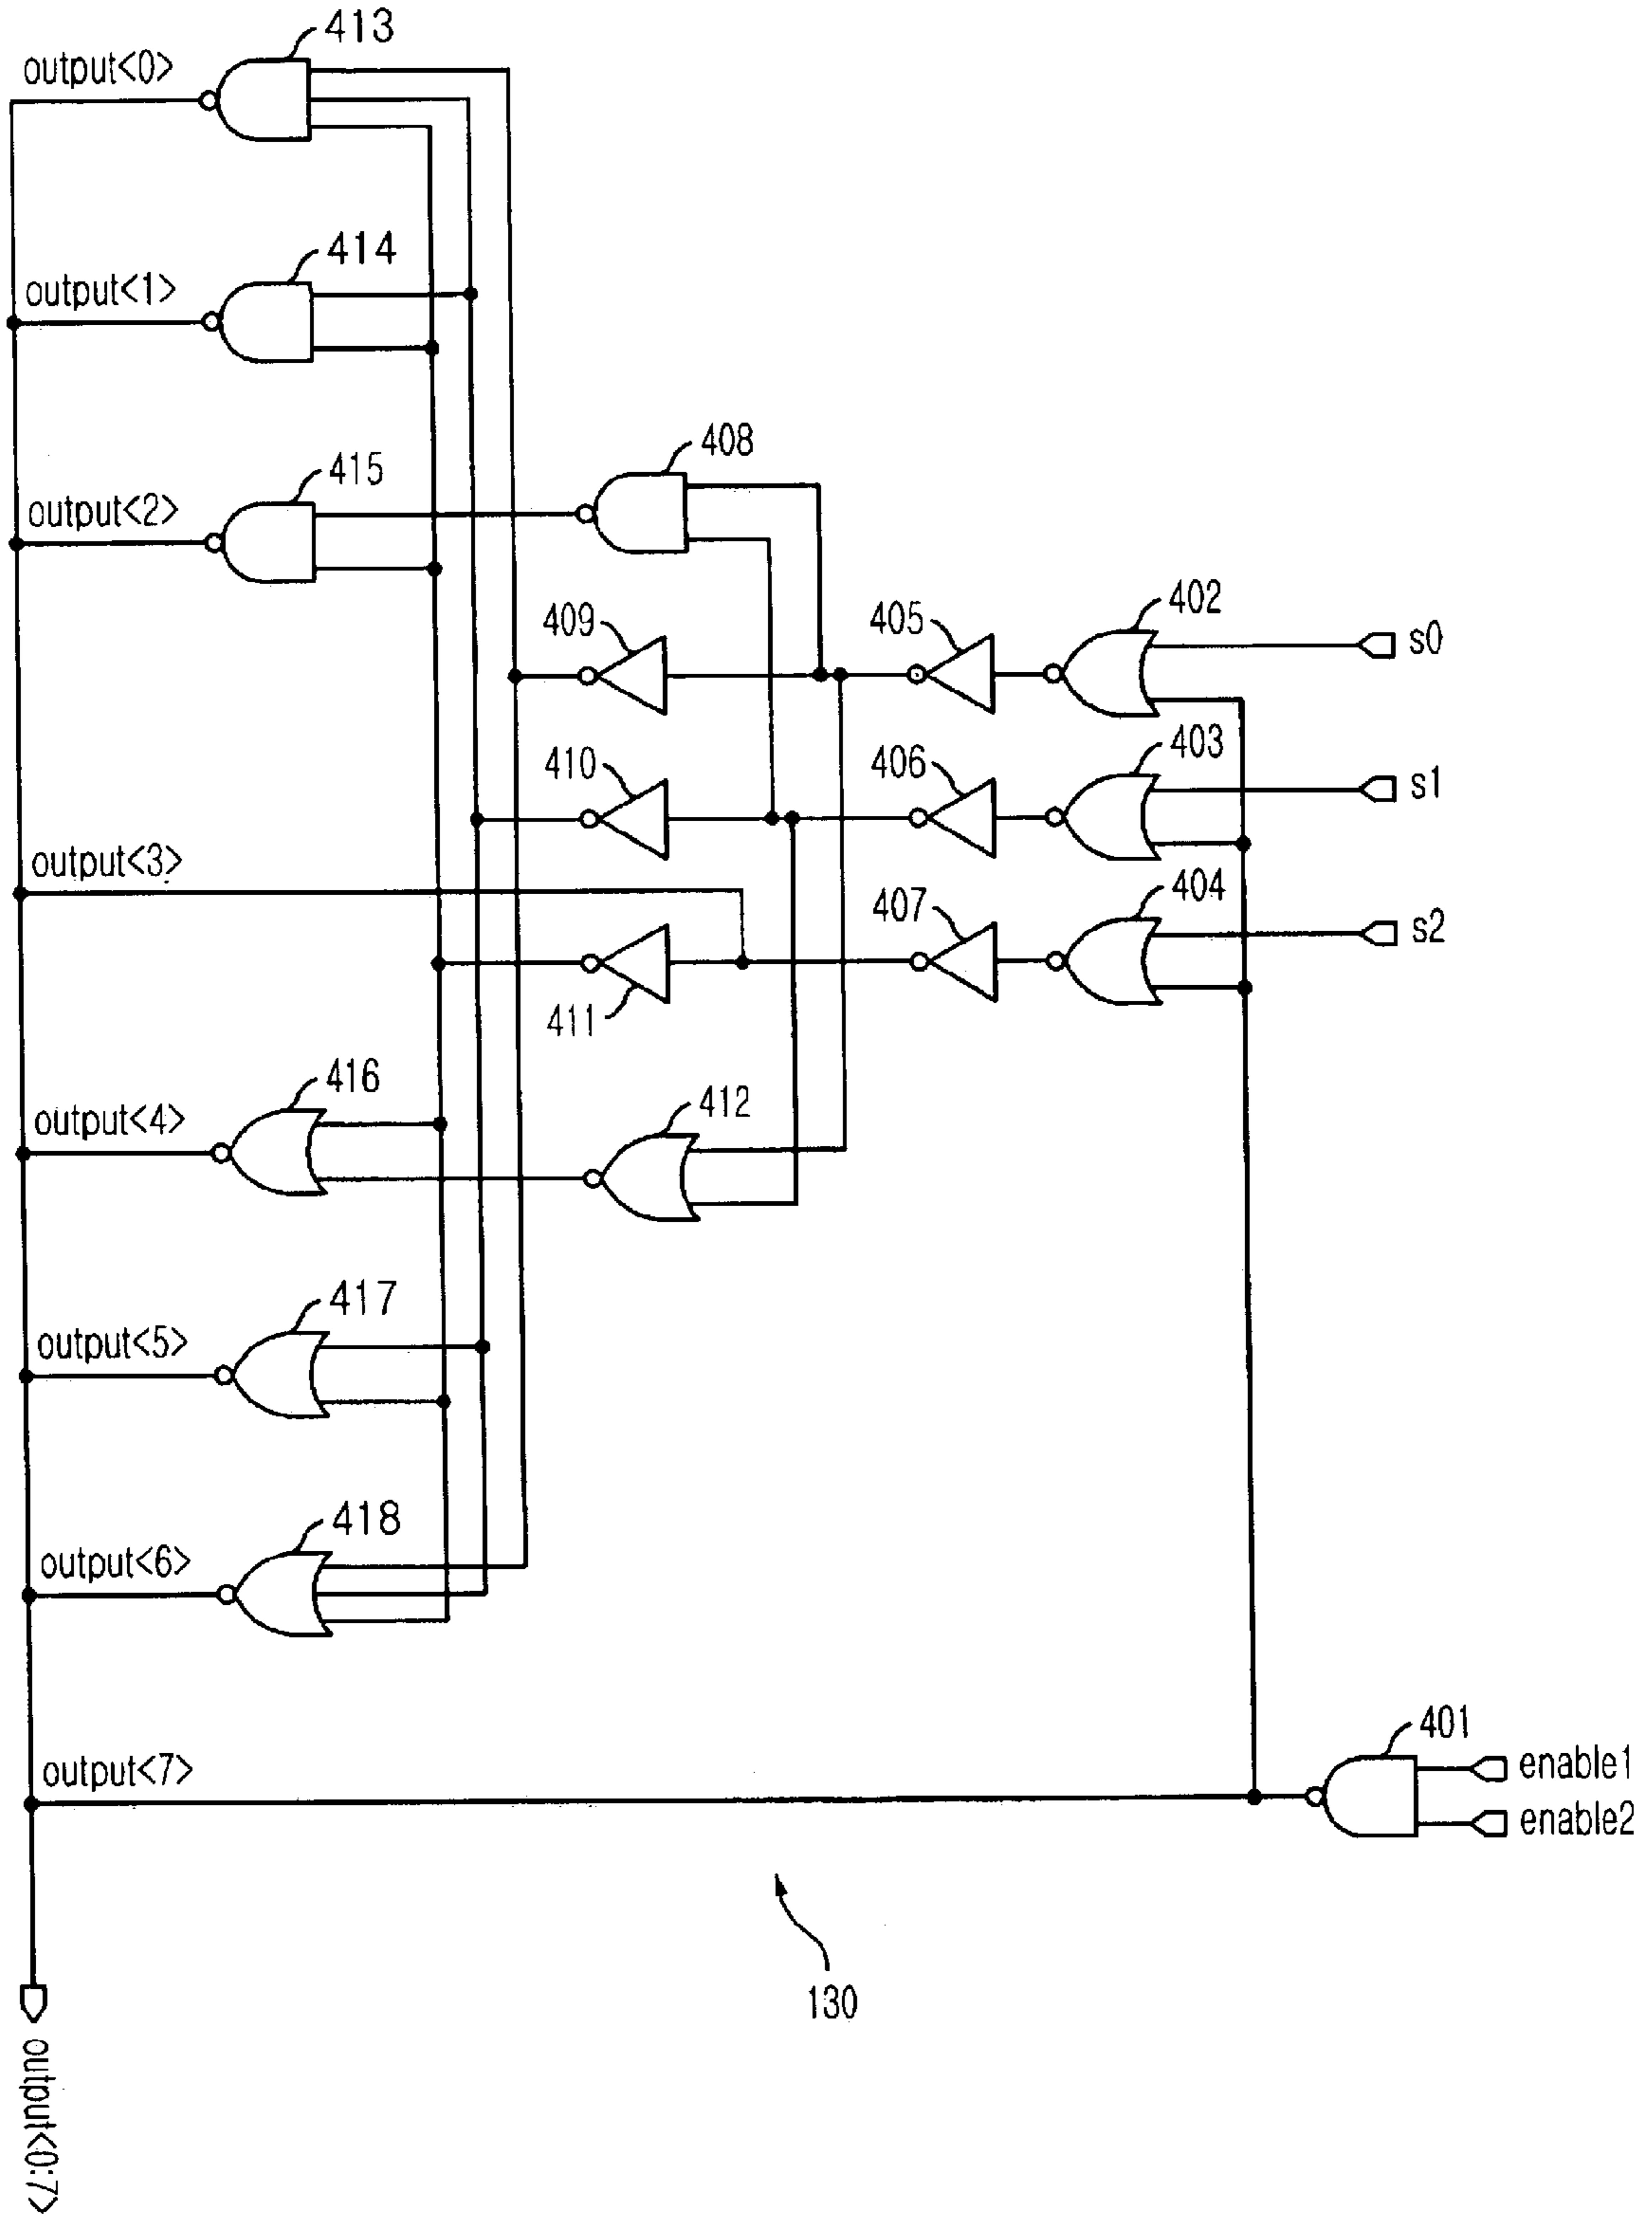 413
output<0>
414
output<1>
408
415
output<2>
402
409
405
s0
403
410
406
s1
output<3>
404
407
s2
411
416
412
output<4>
417
output<5>
418
output<6>
401
output<7>
enable1
enable2
130
output<0:7>